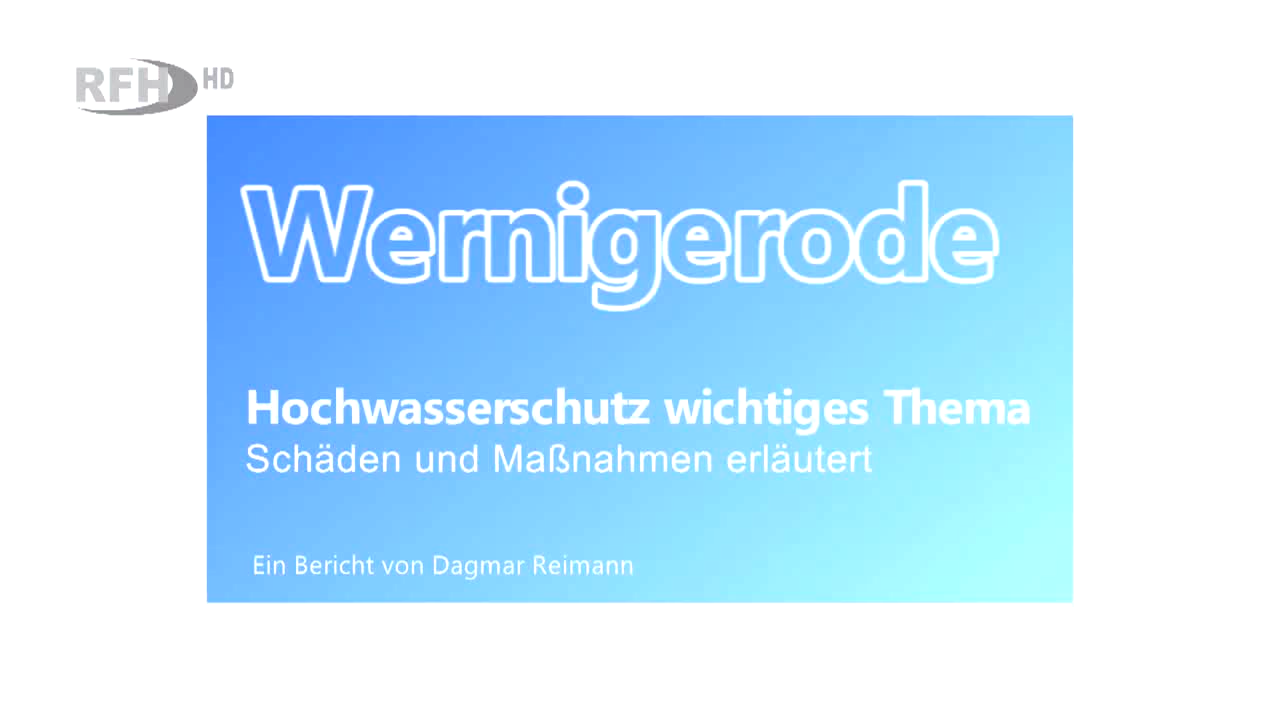 RFH HD
Wernigerode
Hochwasserschutz wichtiges Thema
Schäden und Maßnahmen erläutert
Ein Bericht von Dagmar Reimann